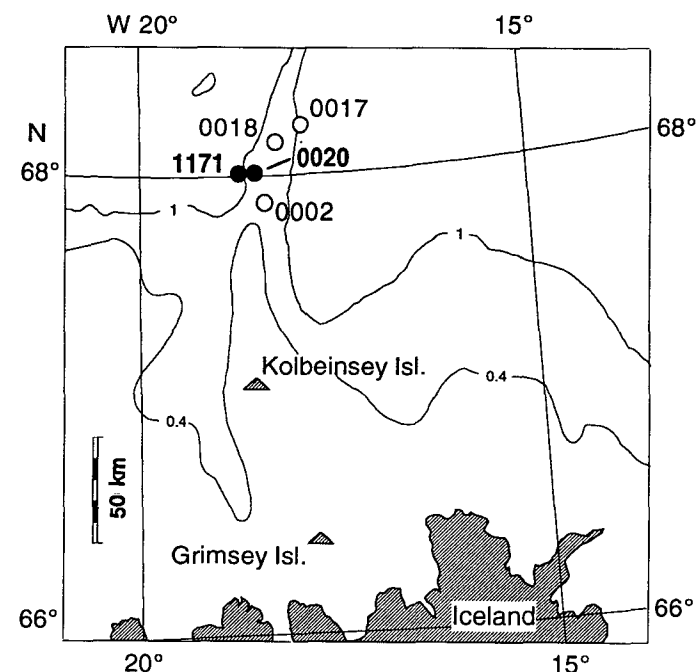 W 20° 15°
0017
0018
N
68°
1171 0020
68°
0002
1
1
Kolbeinsey Isl.
0.4
0.4
50 km
Grimsey Isl.
Iceland
66°
66°
20° 15°